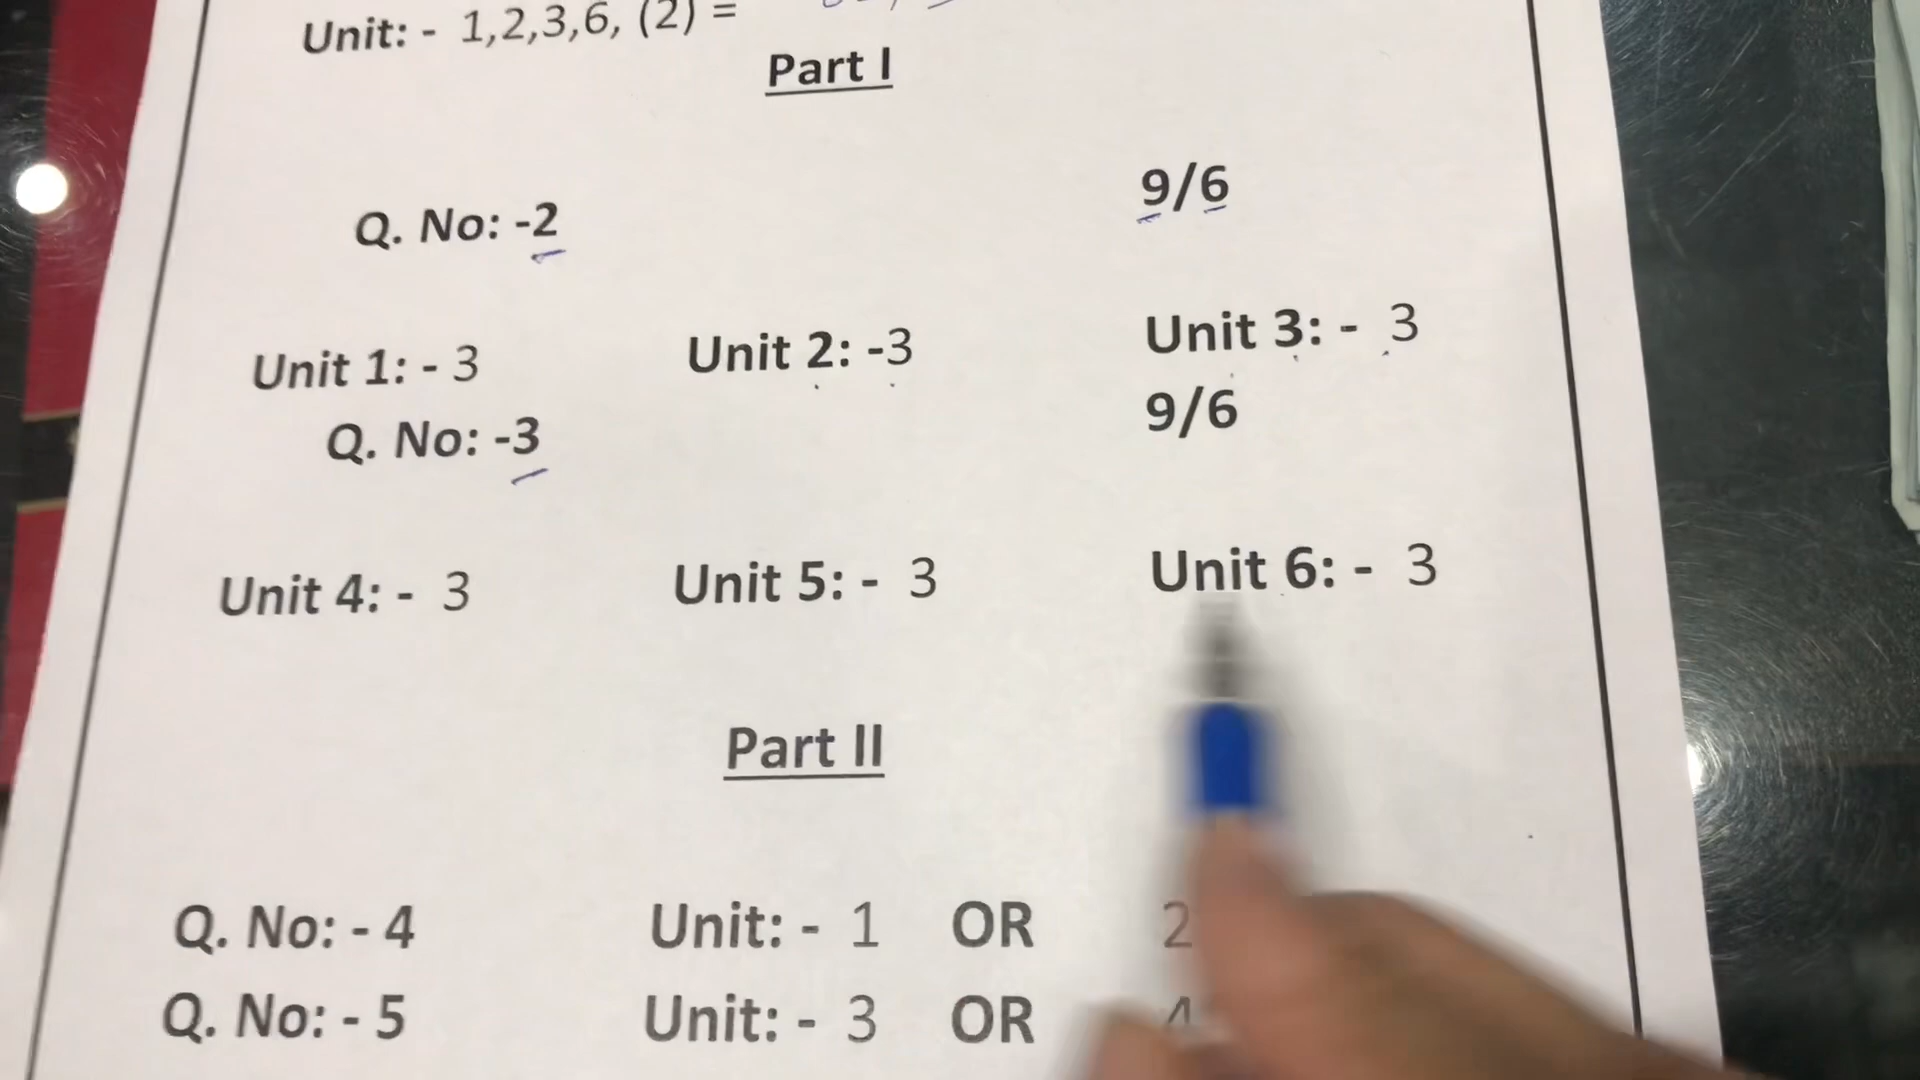 Unit: - 1,2,3,6, (2) =
Part I
Q. No: -2 9/6
Unit 1: - 3 Unit 2: -3 Unit 3: - 3
Q. No: -3 9/6
Unit 4: - 3 Unit 5: - 3 Unit 6: - 3
Part II
Q. No: - 4 Unit: - 1 OR 2
Q. No: - 5 Unit: - 3 OR 4